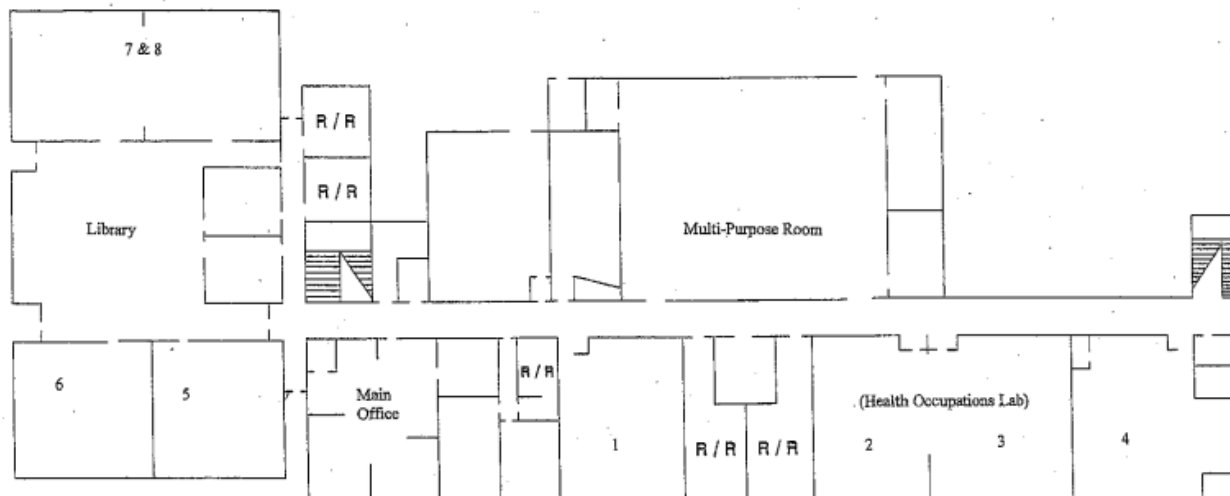 7 & 8
R / R
R / R
Library
Multi-Purpose Room
R / R
6
5
Main
Office
(Health Occupations Lab)
1
R / R
R / R
2
3
4